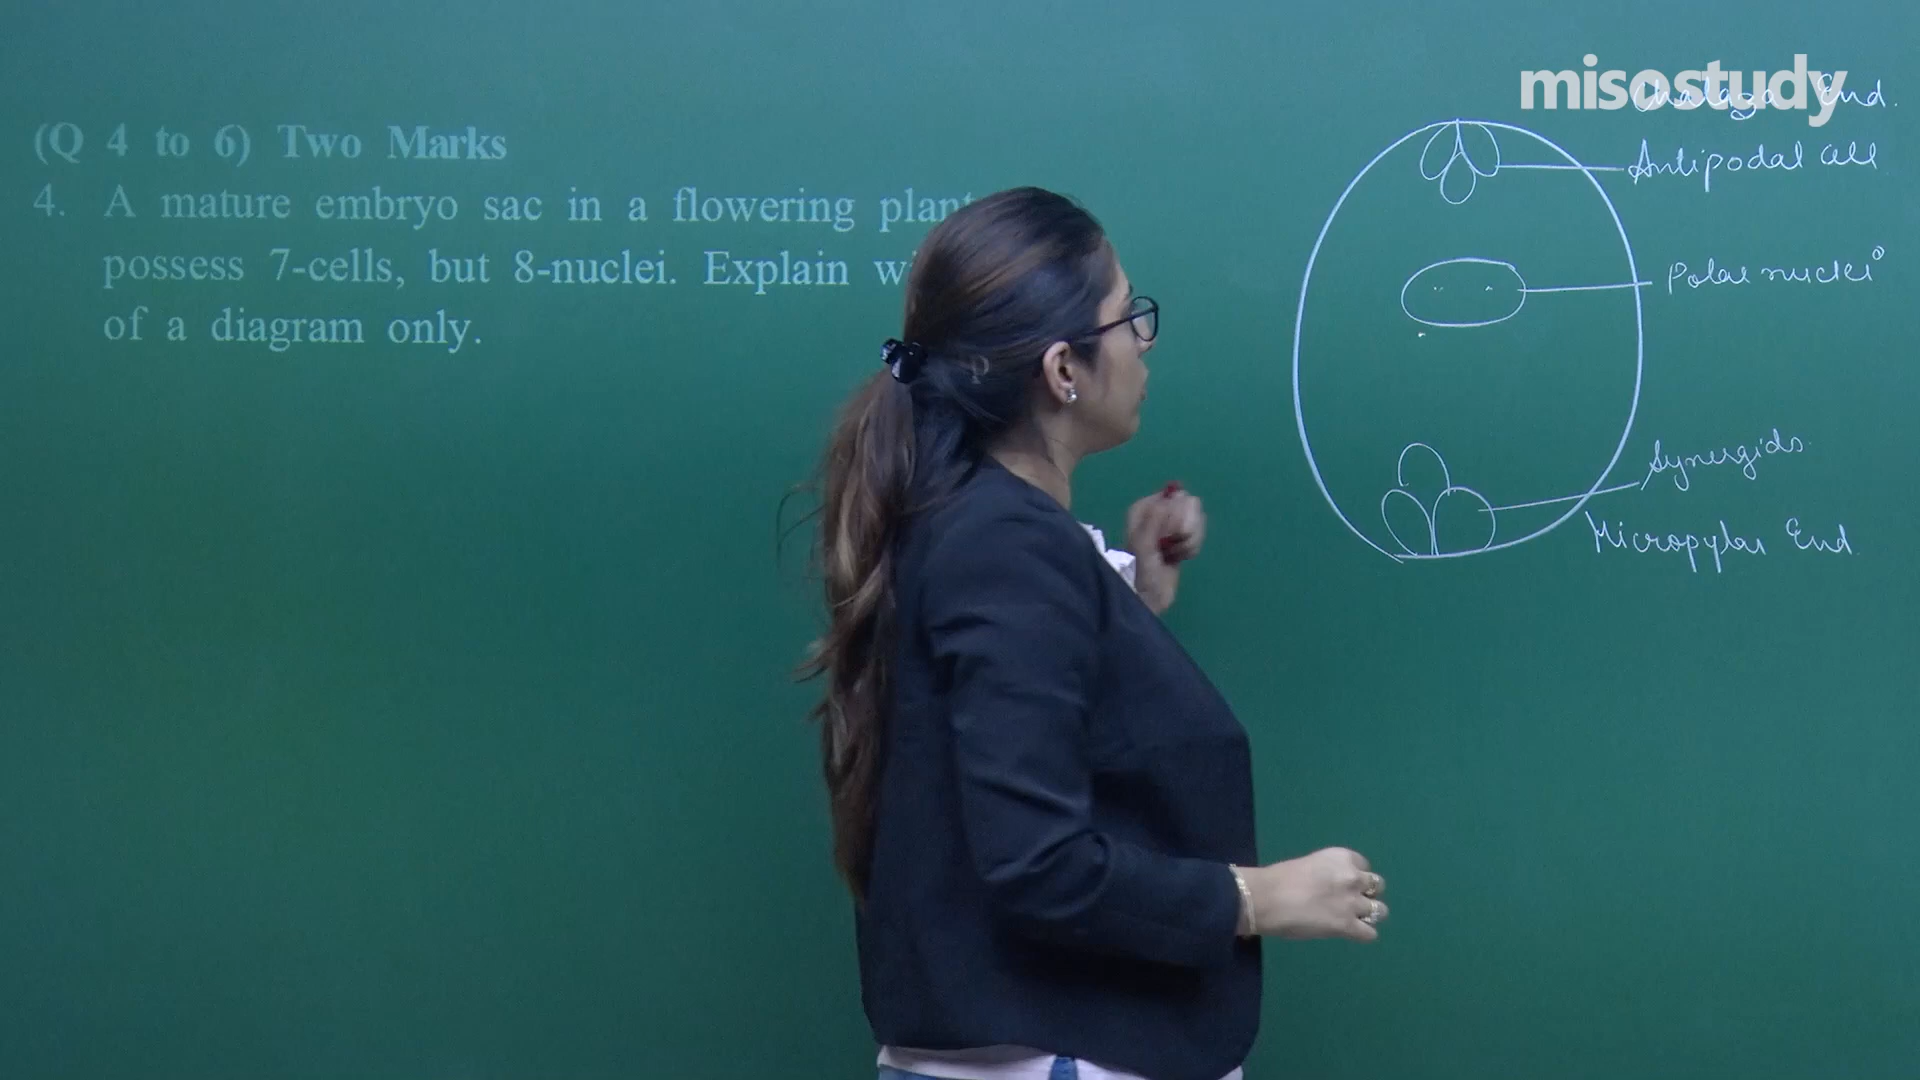 misostudy
(Q 4 to 6) Two Marks
4. A mature embryo sac in a flowering plant
possess 7-cells, but 8-nuclei. Explain
of a diagram only.
Chalaza End.
Antipodal cell
Polar nuclei
Synergids.
Micropylar End.